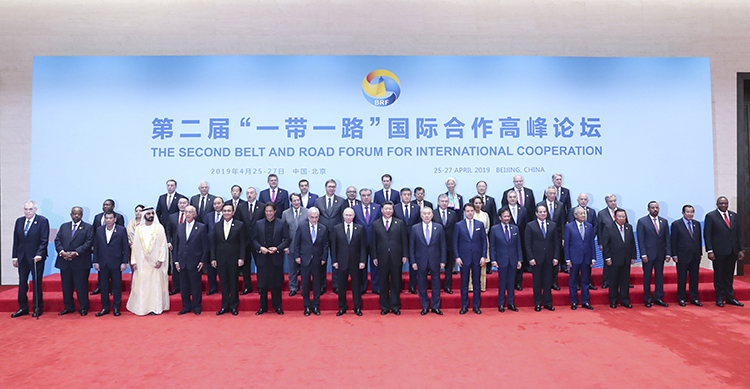 BRF
第二届“一带一路”国际合作高峰论坛
THE SECOND BELT AND ROAD FORUM FOR INTERNATIONAL COOPERATION
2019年4月25-27日 中国·北京 25-27 APRIL 2019 BEIJING, CHINA